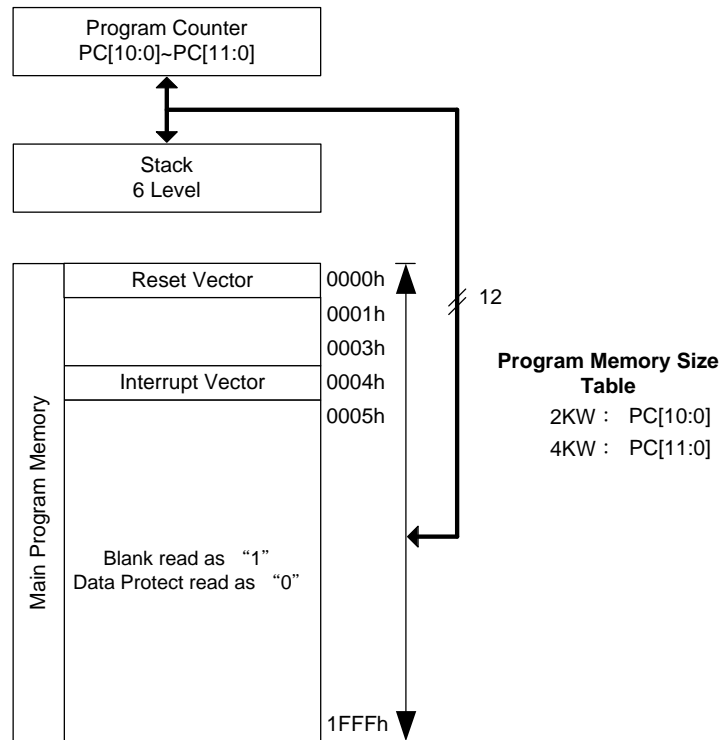 Program Counter
PC[10:0]~PC[11:0]
Stack
6 Level
Main Program Memory
Reset Vector
0000h
0001h
0003h
Interrupt Vector
0004h
0005h
Blank read as “1”
Data Protect read as “0”
1FFFh
12
Program Memory Size
Table
2KW： PC[10:0]
4KW： PC[11:0]